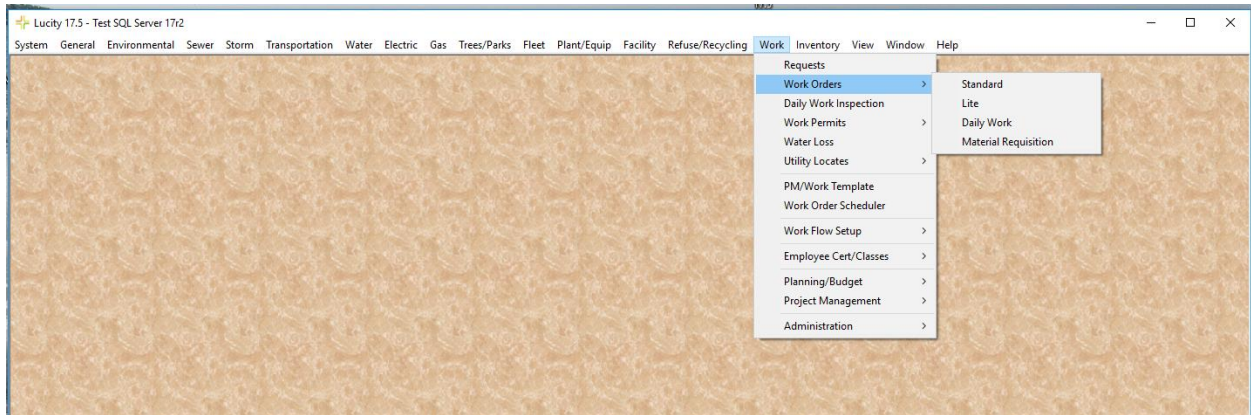 Lucity 17.5 - Test SQL Server 17r2
System General Environmental Sewer Storm Transportation Water Electric Gas Trees/Parks Fleet Plant/Equip Facility Refuse/Recycling Work Inventory View Window Help
Requests
Work Orders
Daily Work Inspection
Work Permits
Water Loss
Utility Locates
PM/Work Template
Work Order Scheduler
Work Flow Setup
Employee Cert/Classes
Planning/Budget
Project Management
Administration
Standard
Lite
Daily Work
Material Requisition